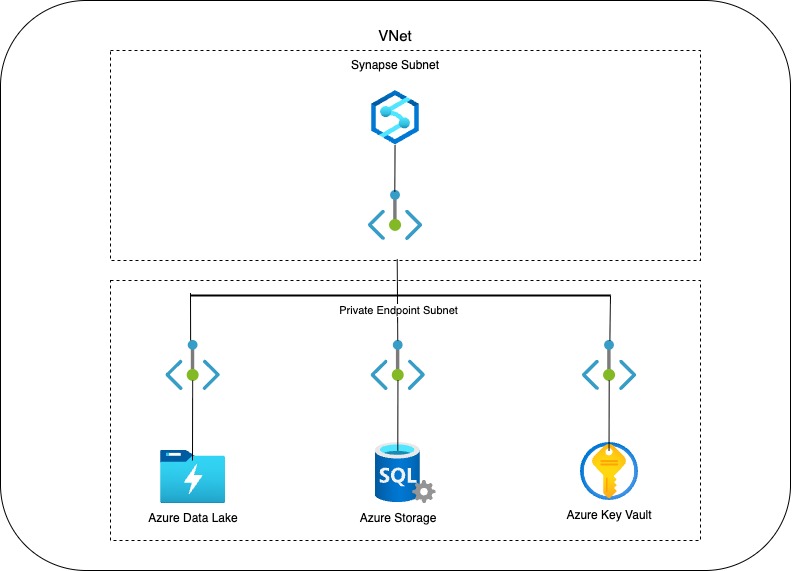 VNet
Synapse Subnet
Private Endpoint Subnet
SQL
Azure Data Lake
Azure Storage
Azure Key Vault